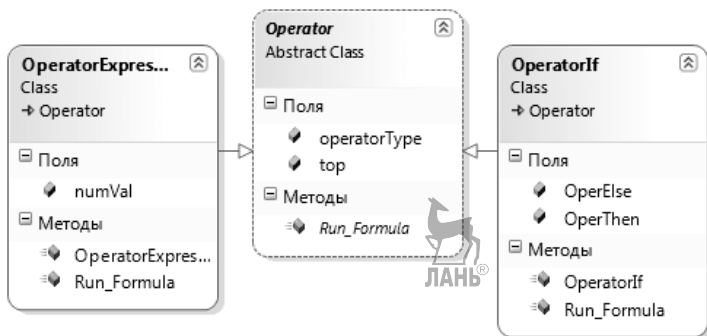 OperatorExpres...
Class
Operator
Поля
numVal
Методы
OperatorExpres...
Run_Formula
Operator
Abstract Class
Поля
operatorType
top
Методы
Run_Formula
ЛАНЬ®
OperatorIf
Class
Operator
Поля
OperElse
OperThen
Методы
OperatorIf
Run_Formula